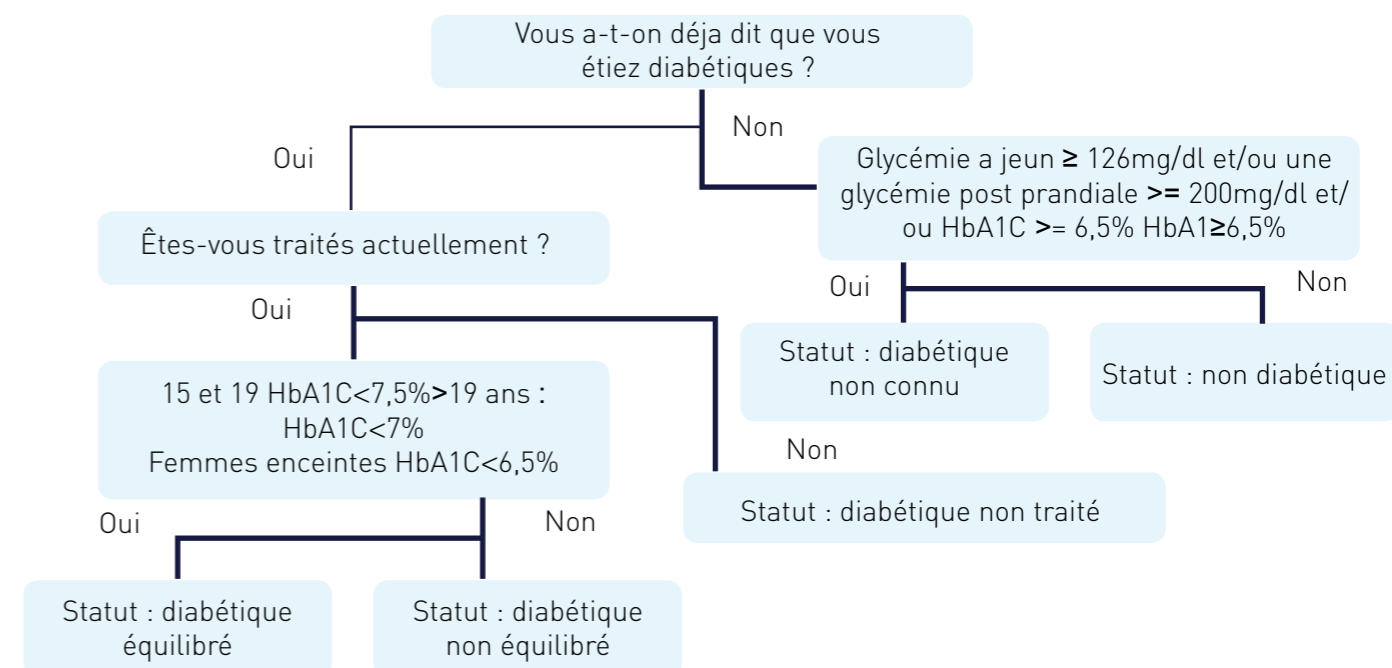 Vous a-t-on déja dit que vous
étiez diabétiques ?
Oui
Non
Glycémie a jeun ≥ 126mg/dl et/ou une
glycémie post prandiale >= 200mg/dl et/
ou HbA1C >= 6,5% HbA1≥6,5%
Êtes-vous traités actuellement ?
Oui
Non
Oui
Non
Statut : diabétique
non connu
Statut : non diabétique
15 et 19 HbA1C<7,5%>19 ans :
HbA1C<7%
Femmes enceintes HbA1C<6,5%
Statut : diabétique non traité
Oui
Non
Statut : diabétique
équilibré
Statut : diabétique
non équilibré